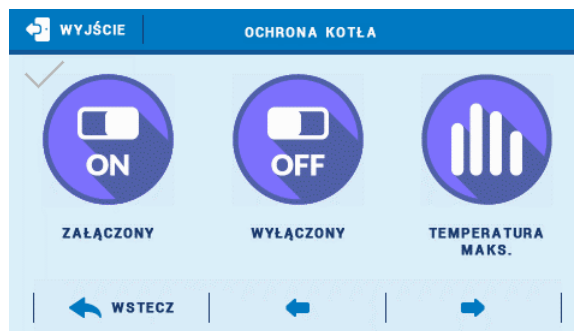 WYJŚCIE
OCHRONA KOTŁA
ON
OFF
ZAŁĄCZONY
WYŁĄCZONY
TEMPERATURA
MAKS.
WSTECZ